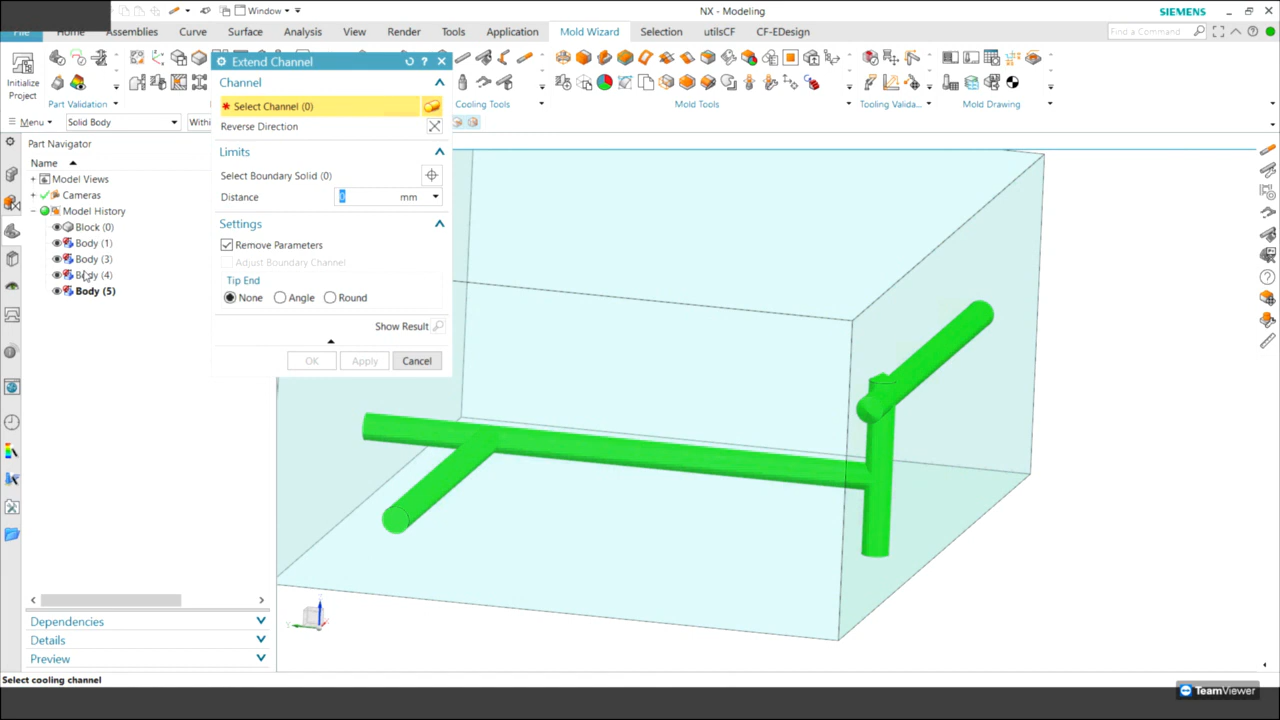 Window
NX - Modeling
SIEMENS
File
Home
Assemblies
Curve
Surface
Analysis
View
Render
Tools
Application
Mold Wizard
Selection
utilsCF
CF-EDesign
Find a Command
Initialize
Project
Part Validation
Cooling Tools
Mold Tools
Tooling Valida...
Mold Drawing
Menu
Solid Body
Withi
Extend Channel
Channel
* Select Channel (0)
Reverse Direction
Limits
Select Boundary Solid (0)
Distance
0
mm
Settings
Remove Parameters
Adjust Boundary Channel
Tip End
None
Angle
Round
Show Result
OK
Apply
Cancel
Part Navigator
Name
Model Views
Cameras
Model History
Block (0)
Body (1)
Body (3)
Body (4)
Body (5)
Dependencies
Details
Preview
Select cooling channel
TeamViewer